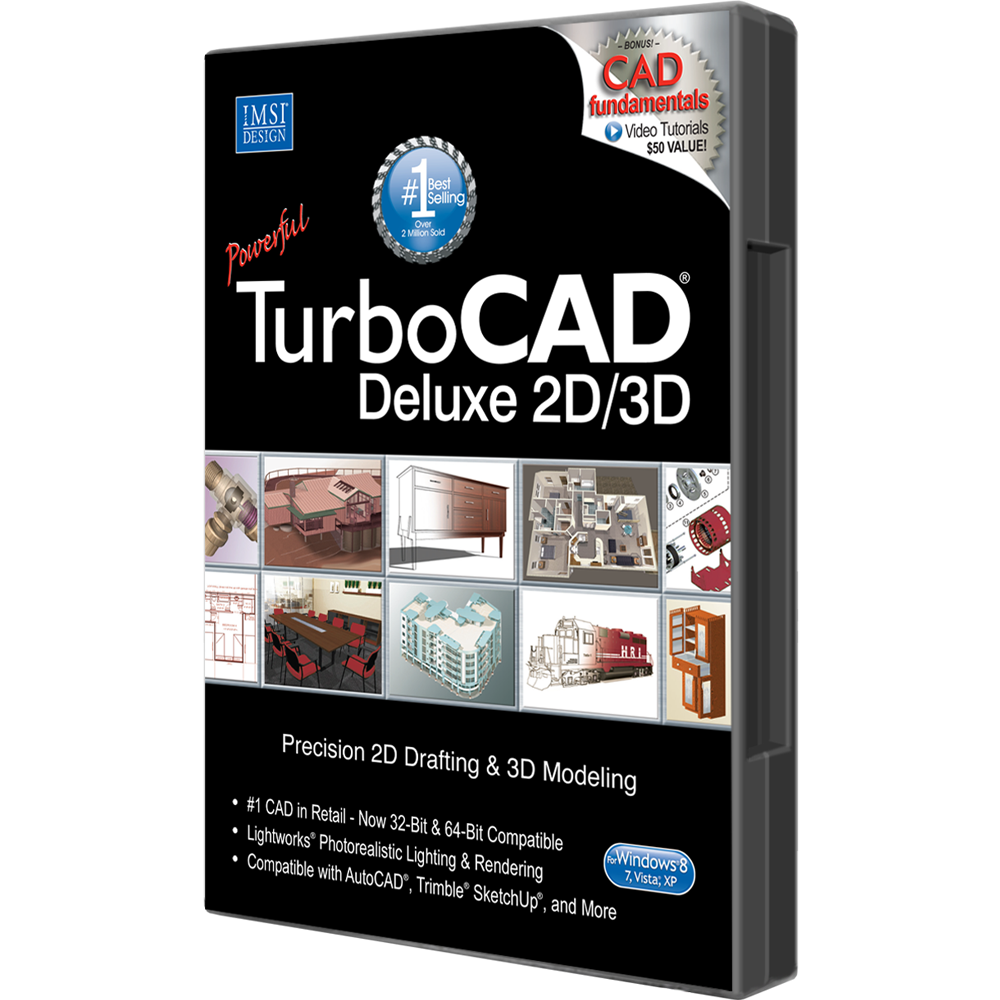 – BONUS! –
CAD
fundamentals
Video Tutorials
$50 VALUE!
IMSI®
DESIGN
#1 Best
Selling
Over
2 Million Sold
Powerful
TurboCAD®
Deluxe 2D/3D
HRI
Precision 2D Drafting & 3D Modeling
• #1 CAD in Retail - Now 32-Bit & 64-Bit Compatible
• Lightworks® Photorealistic Lighting & Rendering
• Compatible with AutoCAD®, Trimble® SketchUp®, and More
For Windows 8
7, Vista, XP